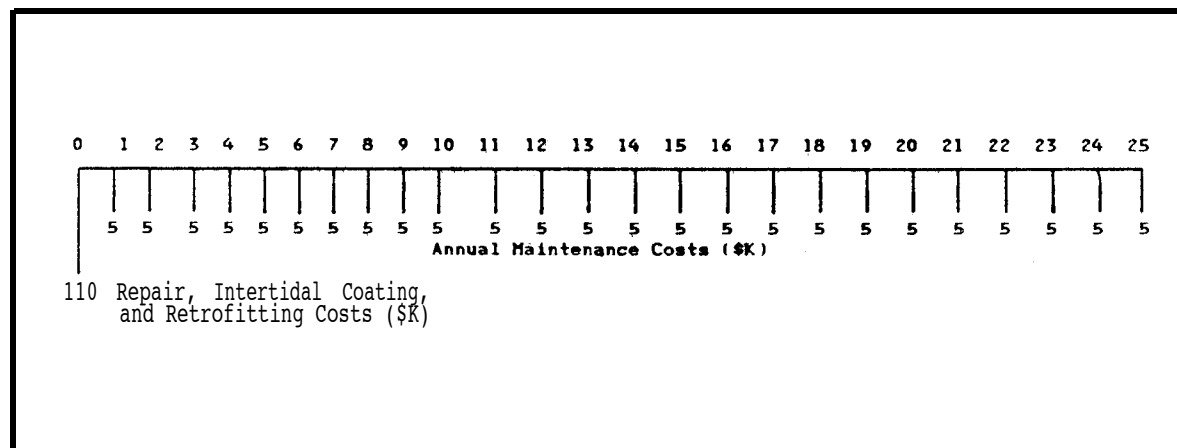 0 1 2 3 4 5 6 7 8 9 10 11 12 13 14 15 16 17 18 19 20 21 22 23 24 25
5 5 5 5 5 5 5 5 5 5 5 5 5 5 5 5 5 5 5 5 5 5 5 5 5
Annual Maintenance Costs ($K)
110 Repair, Intertidal Coating,
and Retrofitting Costs ($K)